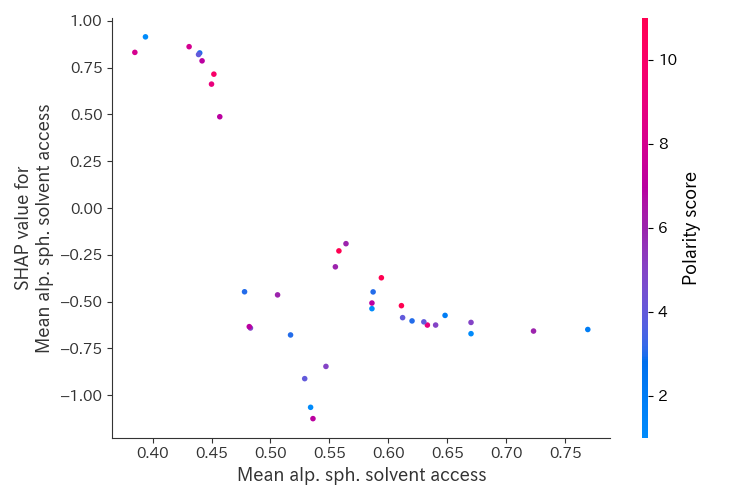 1.00
0.75
0.50
0.25
0.00
−0.25
−0.50
−0.75
−1.00
SHAP value for
Mean alp. sph. solvent access
0.40 0.45 0.50 0.55 0.60 0.65 0.70 0.75
Mean alp. sph. solvent access
10
8
6
4
2
Polarity score